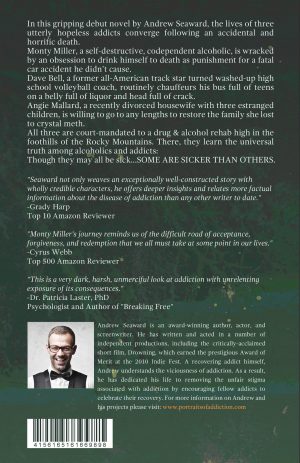 In this gripping debut novel by Andrew Seaward, the lives of three
utterly hopeless addicts converge following an accidental and
horrific death.
Monty Miller, a self-destructive, codependent alcoholic, is wracked
by an obsession to drink himself to death as punishment for a fatal
car accident he didn't cause.
Dave Bell, a former all-American track star turned washed-up high
school volleyball coach, routinely chauffeurs his bus full of teens
on a belly full of liquor and head full of crack.
Angie Mallard, a recently divorced housewife with three estranged
children, is willing to go to any lengths to restore the family she lost
to crystal meth.
All three are court-mandated to a drug & alcohol rehab high in the
foothills of the Rocky Mountains. There, they learn the universal
truth among alcoholics and addicts:
Though they may all be sick...SOME ARE SICKER THAN OTHERS.
"Seaward not only weaves an exceptionally well-constructed story with
wholly credible characters, he offers deeper insights and relates more factual
information about the disease of addiction than any other writer to date."
-Grady Harp
Top 10 Amazon Reviewer
"Monty Miller's journey reminds us of the difficult road of acceptance,
forgiveness, and redemption that we all must take at some point in our lives."
-Cyrus Webb
Top 500 Amazon Reviewer
"This is a very dark, harsh, unmerciful look at addiction with unrelenting
exposure of its consequences."
-Dr. Patricia Laster, PhD
Psychologist and Author of "Breaking Free"
Andrew Seaward is an award-winning author, actor, and
screenwriter. He has written and acted in a number of
independent productions, including the critically-acclaimed
short film, Drowning, which earned the prestigious Award of
Merit at the 2010 Indie Fest. A recovering addict himself,
Andrew understands the viciousness of addiction. As a result,
he has dedicated his life to removing the unfair stigma
associated with addiction by encouraging fellow addicts to
celebrate their recovery. For more information on Andrew and
his projects please visit: www.portraitsofaddiction.com
4156165161669898